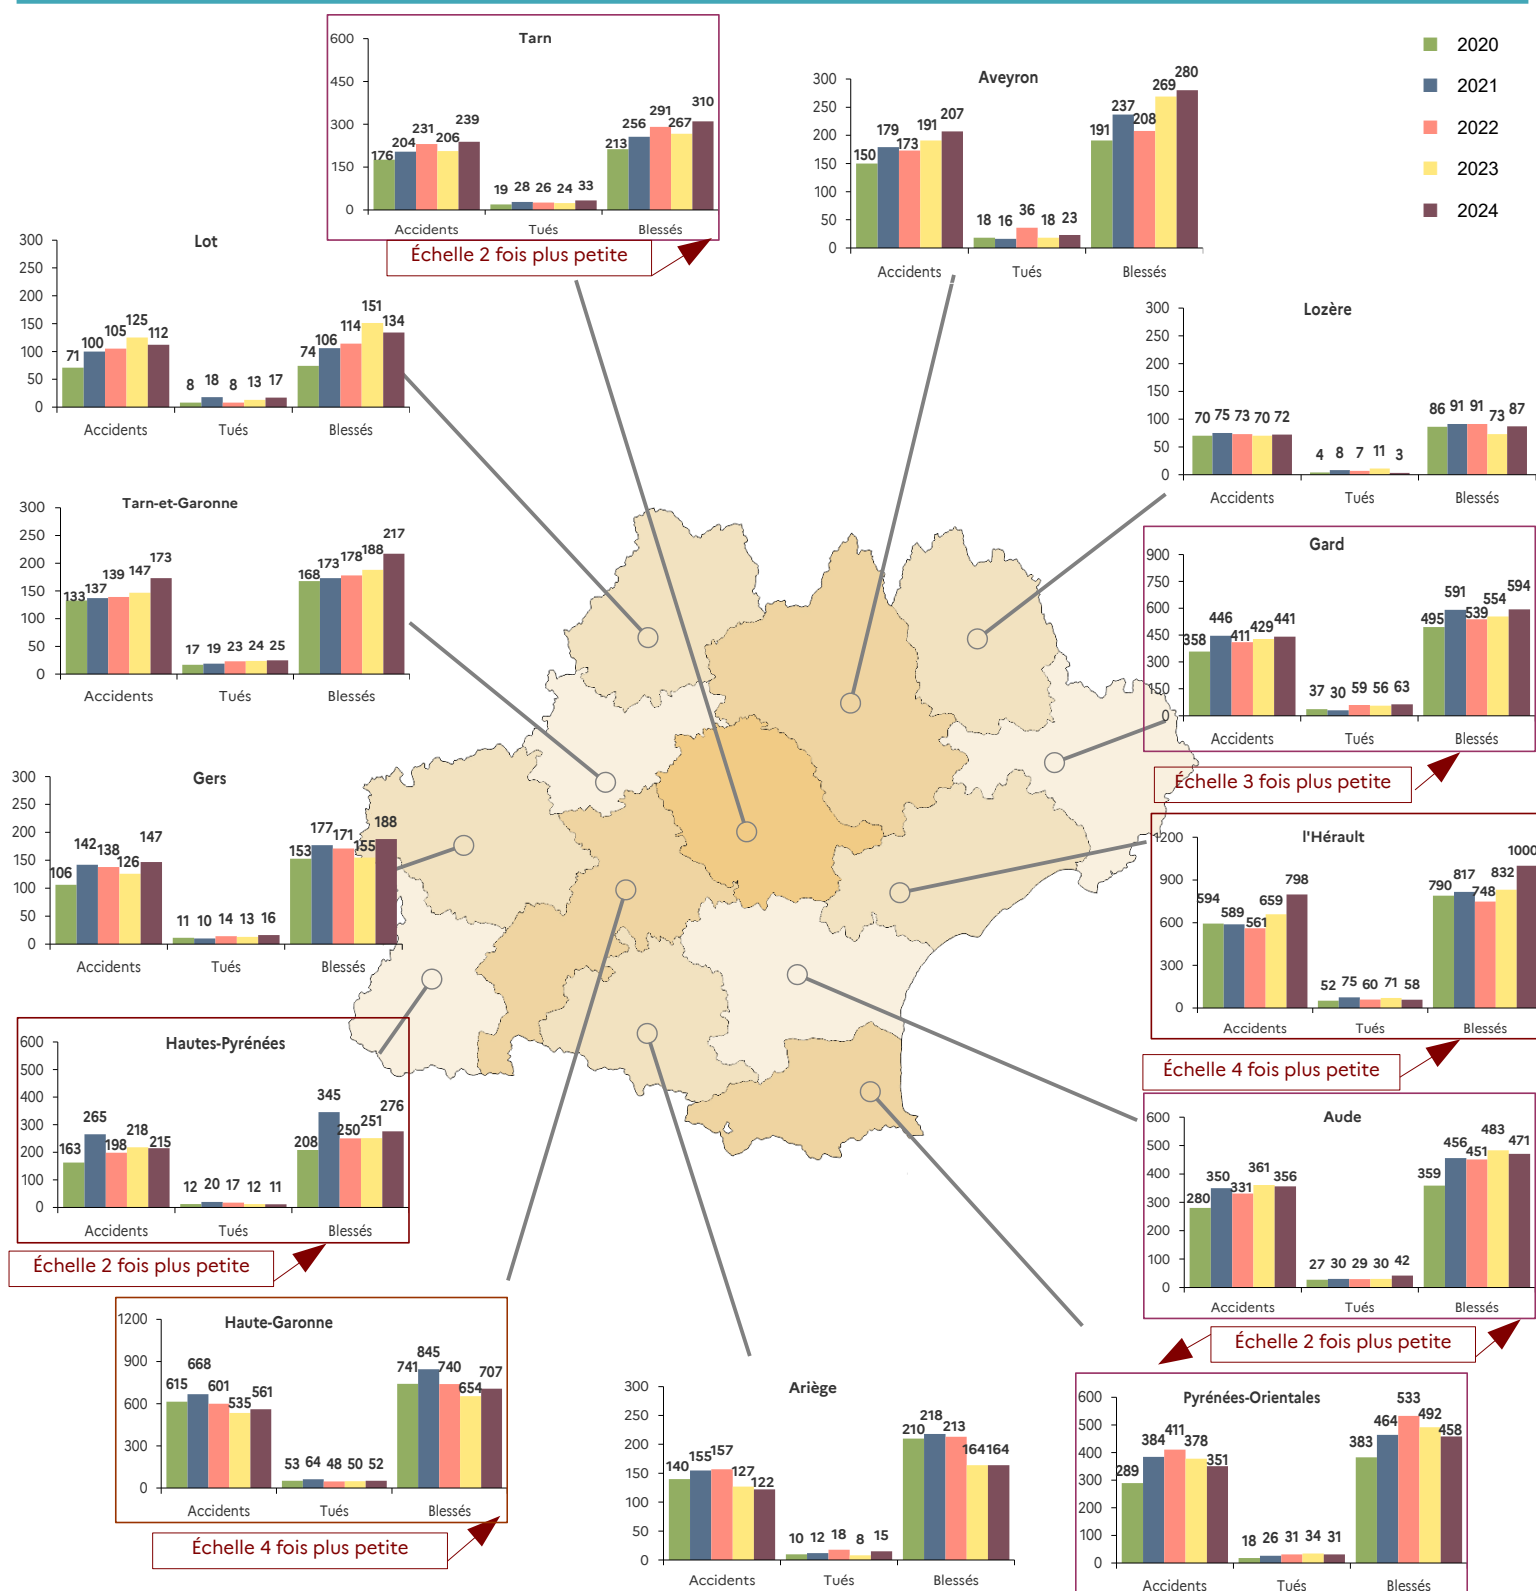 2020
2021
2022
2023
2024
Tarn
600
450
300
150
0
176 204 231 206 239
19 28 26 24 33
213 256 291 267 310
Accidents Tués Blessés
Échelle 2 fois plus petite
Aveyron
300
250
200
150
100
50
0
150 179 173 191 207
18 16 36 18 23
191 237 208 269 280
Accidents Tués Blessés
Lot
300
250
200
150
100
50
0
71 100 105 125 112
8 18 8 13 17
74 106 114 151 134
Accidents Tués Blessés
Lozère
300
250
200
150
100
50
0
70 75 73 70 72
4 8 7 11 3
86 91 91 73 87
Accidents Tués Blessés
Tarn-et-Garonne
300
250
200
150
100
50
0
133 137 139 147 173
17 19 23 24 25
168 173 178 188 217
Accidents Tués Blessés
Gard
900
750
600
450
300
150
0
358 446 411 429 441
37 30 59 56 63
495 591 539 554 594
Accidents Tués Blessés
Échelle 3 fois plus petite
Gers
300
250
200
150
100
50
0
106 142 138 126 147
11 10 14 13 16
153 177 171 155 188
Accidents Tués Blessés
l'Hérault
1200
900
600
300
0
594 589 561 659 798
52 75 60 71 58
790 817 748 832 1000
Accidents Tués Blessés
Échelle 4 fois plus petite
Hautes-Pyrénées
600
500
400
300
200
100
0
163 265 198 218 215
12 20 17 12 11
208 345 250 251 276
Accidents Tués Blessés
Échelle 2 fois plus petite
Aude
600
500
400
300
200
100
0
280 350 331 361 356
27 30 29 30 42
359 456 451 483 471
Accidents Tués Blessés
Échelle 2 fois plus petite
Haute-Garonne
1200
900
600
300
0
615 668 601 535 561
53 64 48 50 52
741 845 740 654 707
Accidents Tués Blessés
Échelle 4 fois plus petite
Ariège
300
250
200
150
100
50
0
140 155 157 127 122
10 12 18 8 15
210 218 213 164 164
Accidents Tués Blessés
Pyrénées-Orientales
600
500
400
300
200
100
0
289 384 411 378 351
18 26 31 34 31
383 464 533 492 458
Accidents Tués Blessés